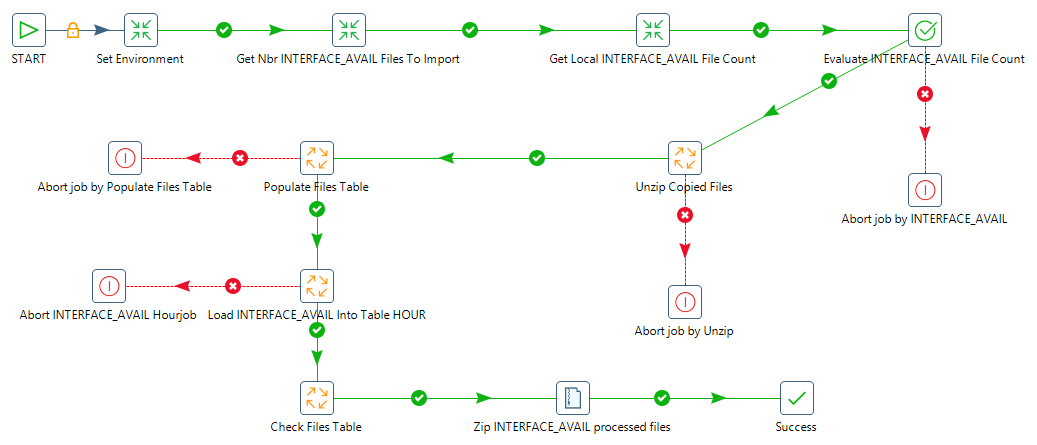 START
Set Environment
Get Nbr INTERFACE_AVAIL Files To Import
Get Local INTERFACE_AVAIL File Count
Evaluate INTERFACE_AVAIL File Count
Abort job by Populate Files Table
Populate Files Table
Unzip Copied Files
Abort job by INTERFACE_AVAIL
Abort INTERFACE_AVAIL Hourjob
Load INTERFACE_AVAIL Into Table HOUR
Abort job by Unzip
Check Files Table
Zip INTERFACE_AVAIL processed files
Success